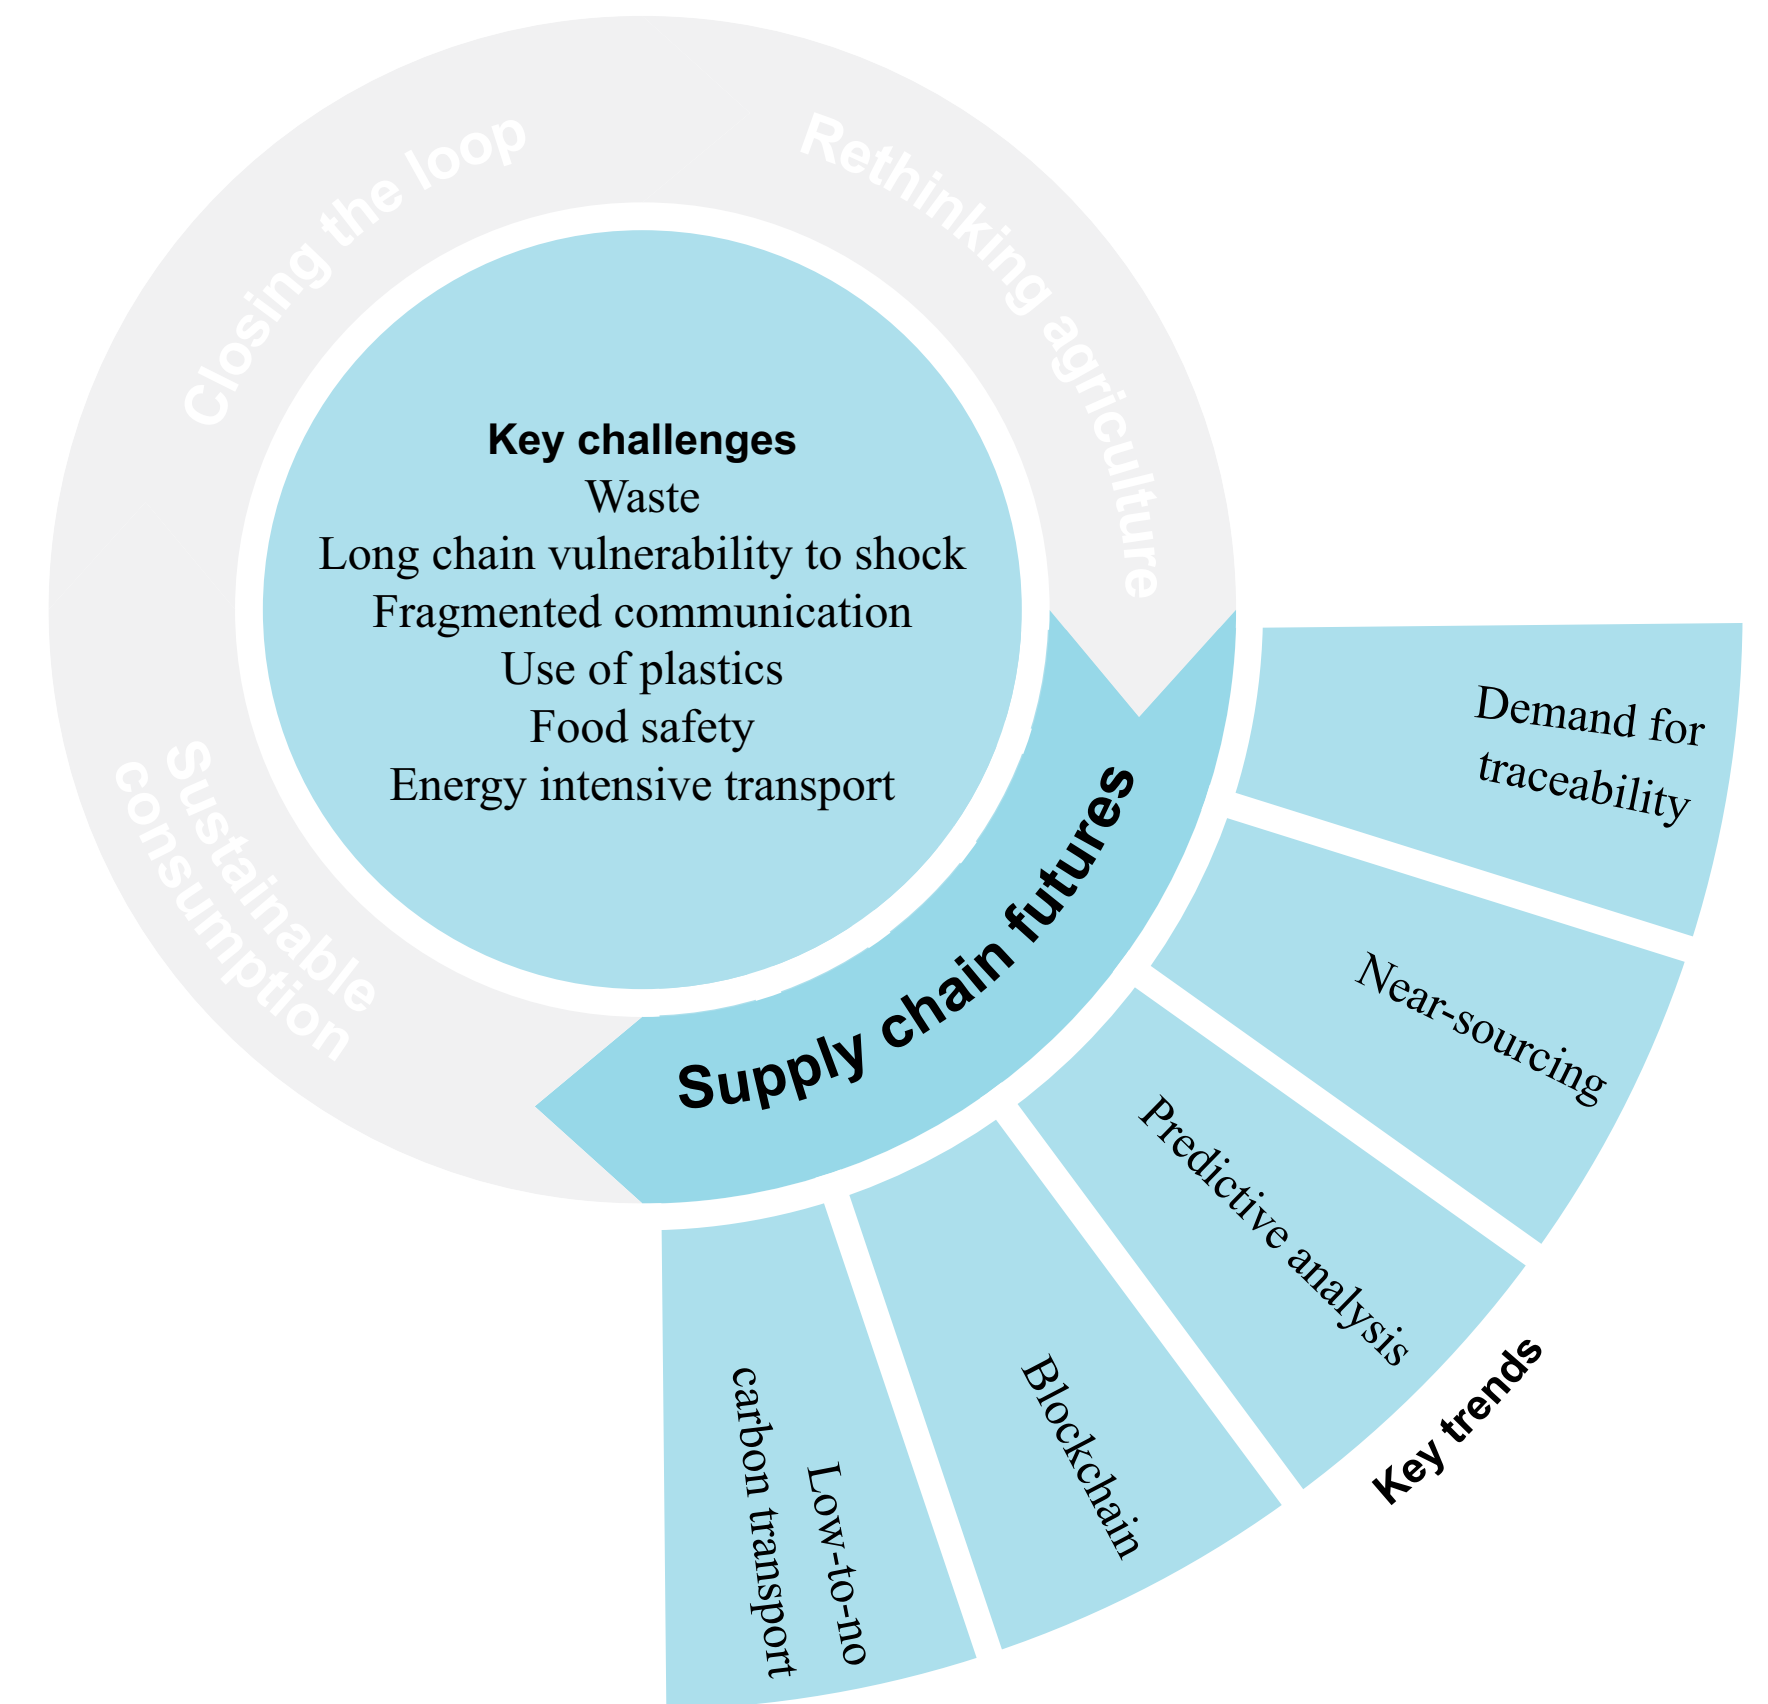 Closing the loop
Rethinking agriculture
Key challenges
Waste
Long chain vulnerability to shock
Fragmented communication
Use of plastics
Food safety
Energy intensive transport
Sustainable
consumption
Supply chain futures
Demand for
traceability
Near-sourcing
Predictive analysis
Blockchain
Low-to-no
carbon transport
Key trends